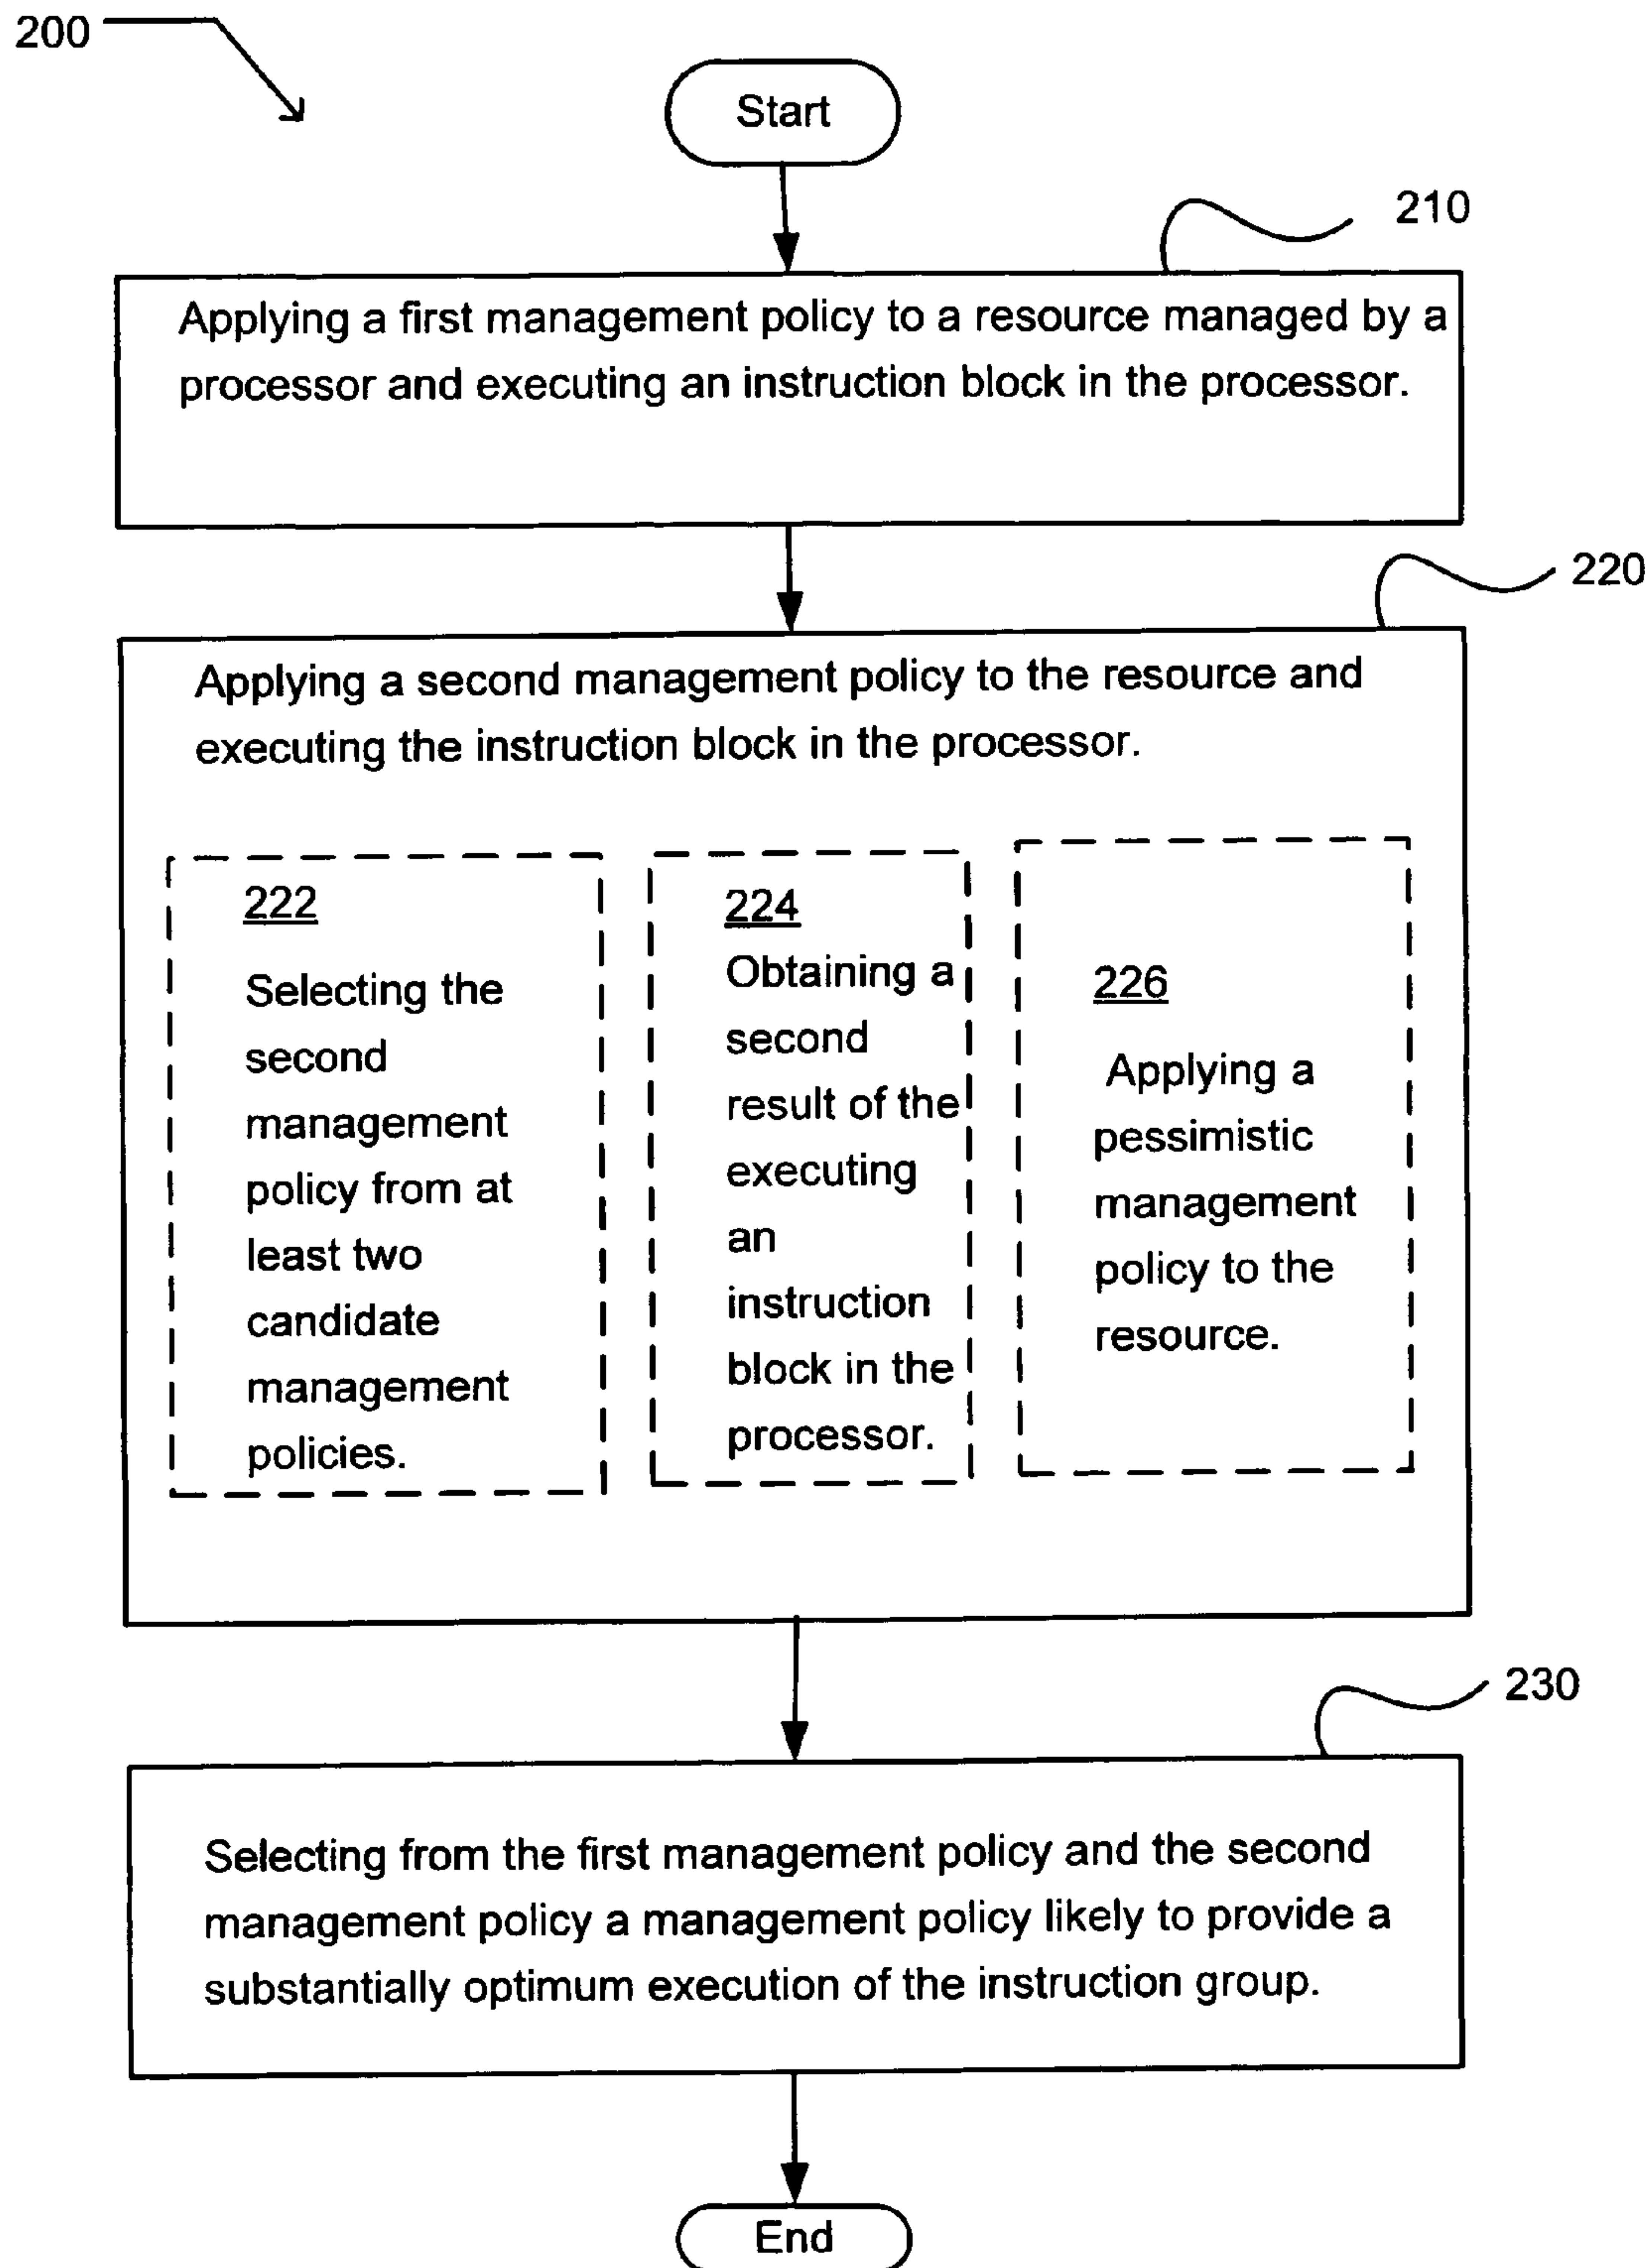 200
Start
210
Applying a first management policy to a resource managed by a
processor and executing an instruction block in the processor.
220
Applying a second management policy to the resource and
executing the instruction block in the processor.
222
Selecting the
second
management
policy from at
least two
candidate
management
policies.
224
Obtaining a
second
result of the
executing
an
instruction
block in the
processor.
226
Applying a
pessimistic
management
policy to the
resource.
230
Selecting from the first management policy and the second
management policy a management policy likely to provide a
substantially optimum execution of the instruction group.
End